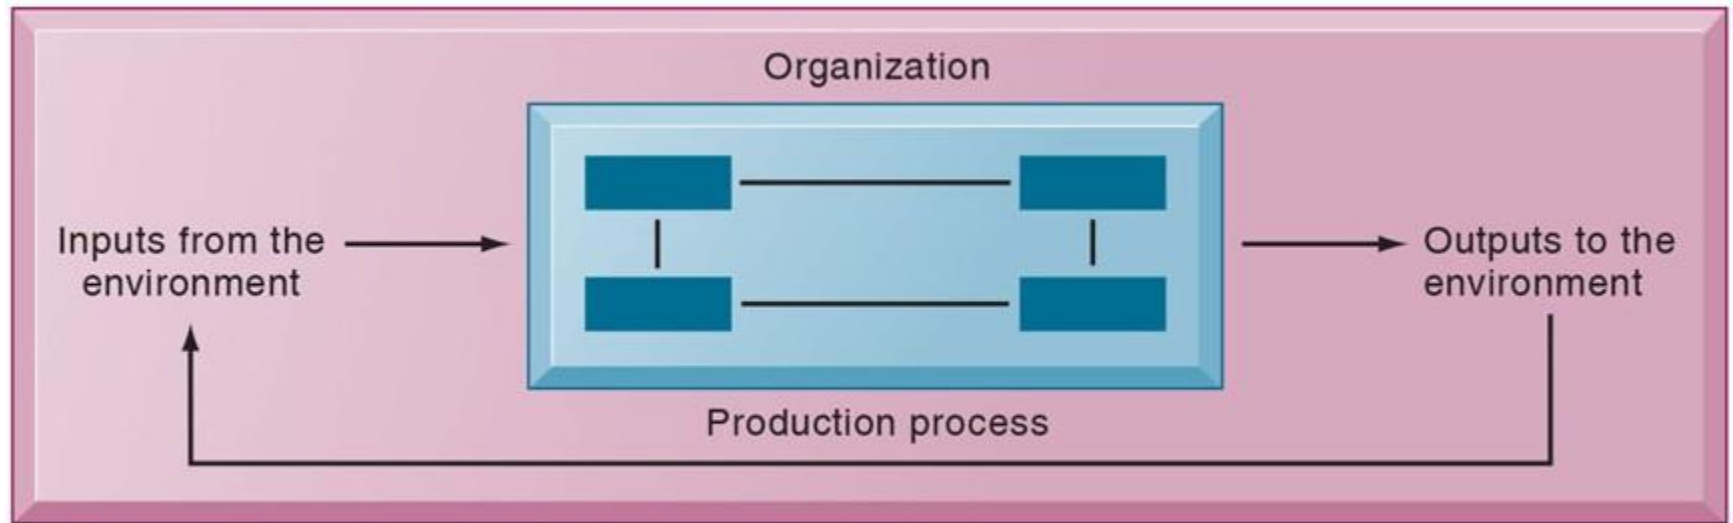 Organization
Inputs from the
environment
Outputs to the
environment
Production process